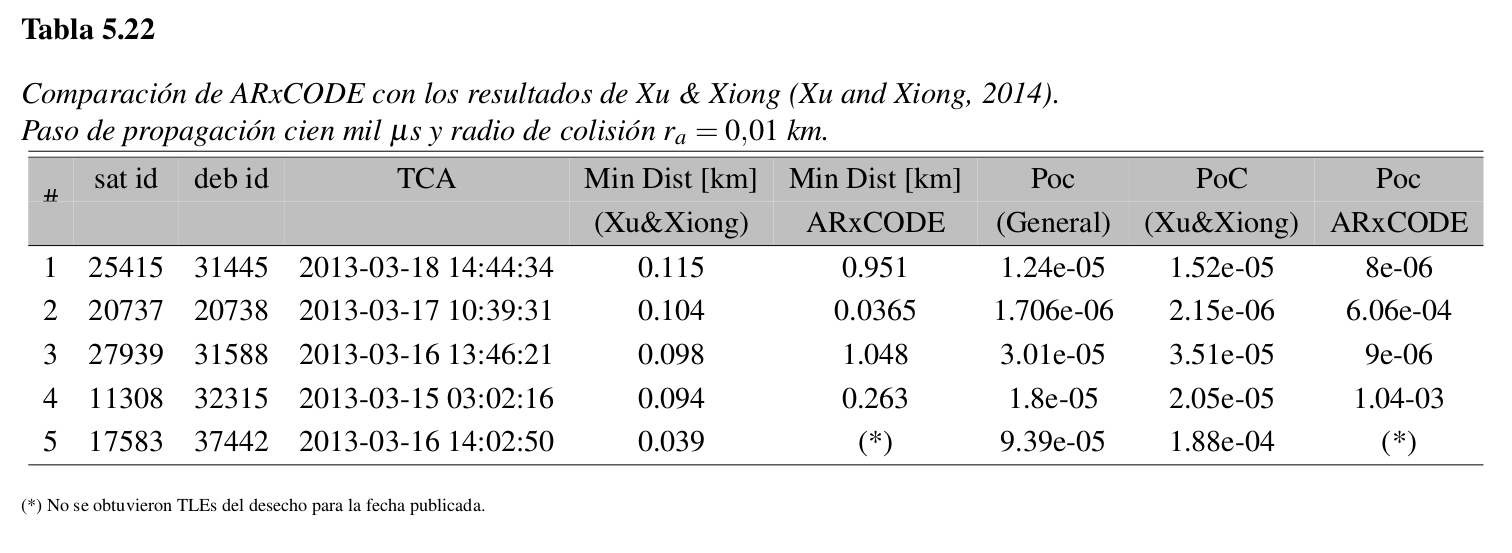 Tabla 5.22
Comparación de ARxCODE con los resultados de Xu & Xiong (Xu and Xiong, 2014).
Paso de propagación cien mil µs y radio de colisión rₐ = 0,01 km.
# sat id deb id TCA Min Dist [km] Min Dist [km] Poc PoC Poc
(Xu&Xiong) ARxCODE (General) (Xu&Xiong) ARxCODE
1 25415 31445 2013-03-18 14:44:34 0.115 0.951 1.24e-05 1.52e-05 8e-06
2 20737 20738 2013-03-17 10:39:31 0.104 0.0365 1.706e-06 2.15e-06 6.06e-04
3 27939 31588 2013-03-16 13:46:21 0.098 1.048 3.01e-05 3.51e-05 9e-06
4 11308 32315 2013-03-15 03:02:16 0.094 0.263 1.8e-05 2.05e-05 1.04-03
5 17583 37442 2013-03-16 14:02:50 0.039 (*) 9.39e-05 1.88e-04 (*)
(*) No se obtuvieron TLEs del desecho para la fecha publicada.